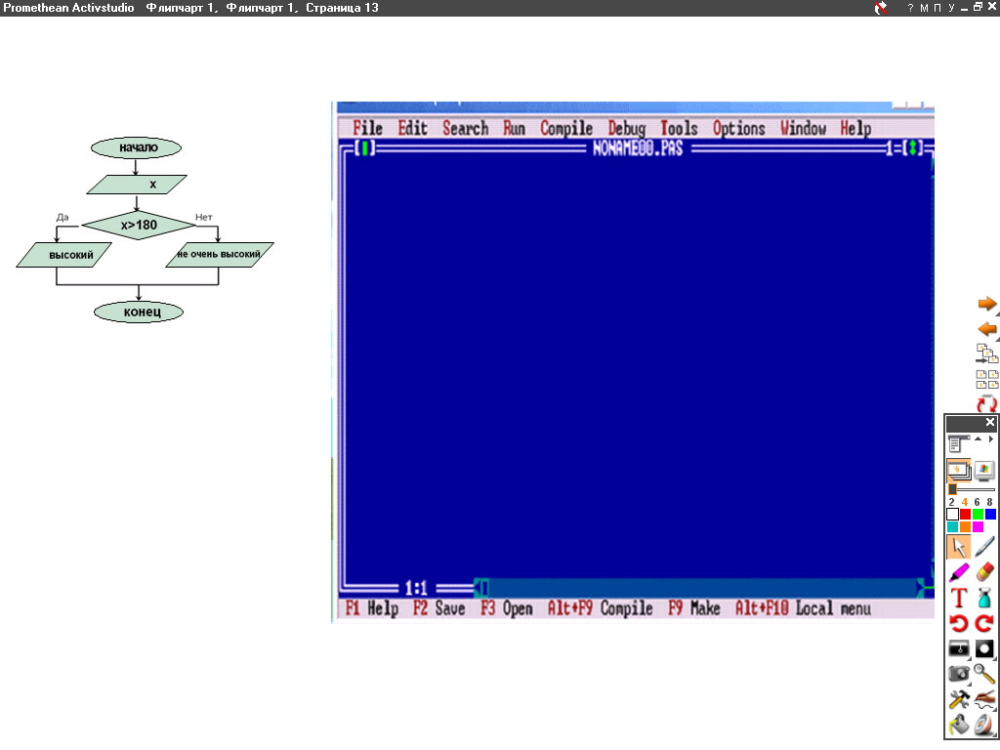 Promethean Activstudio Флипчарт 1, Флипчарт 1, Страница 13
? М П У
начало
x
Да
x>180
Нет
высокий
не очень высокий
конец
File Edit Search Run Compile Debug Tools Options Window Help
NONAME00.PAS
1
1:1
F1 Help F2 Save F3 Open Alt+F9 Compile F9 Make Alt+F10 Local menu
2 4 6 8
T